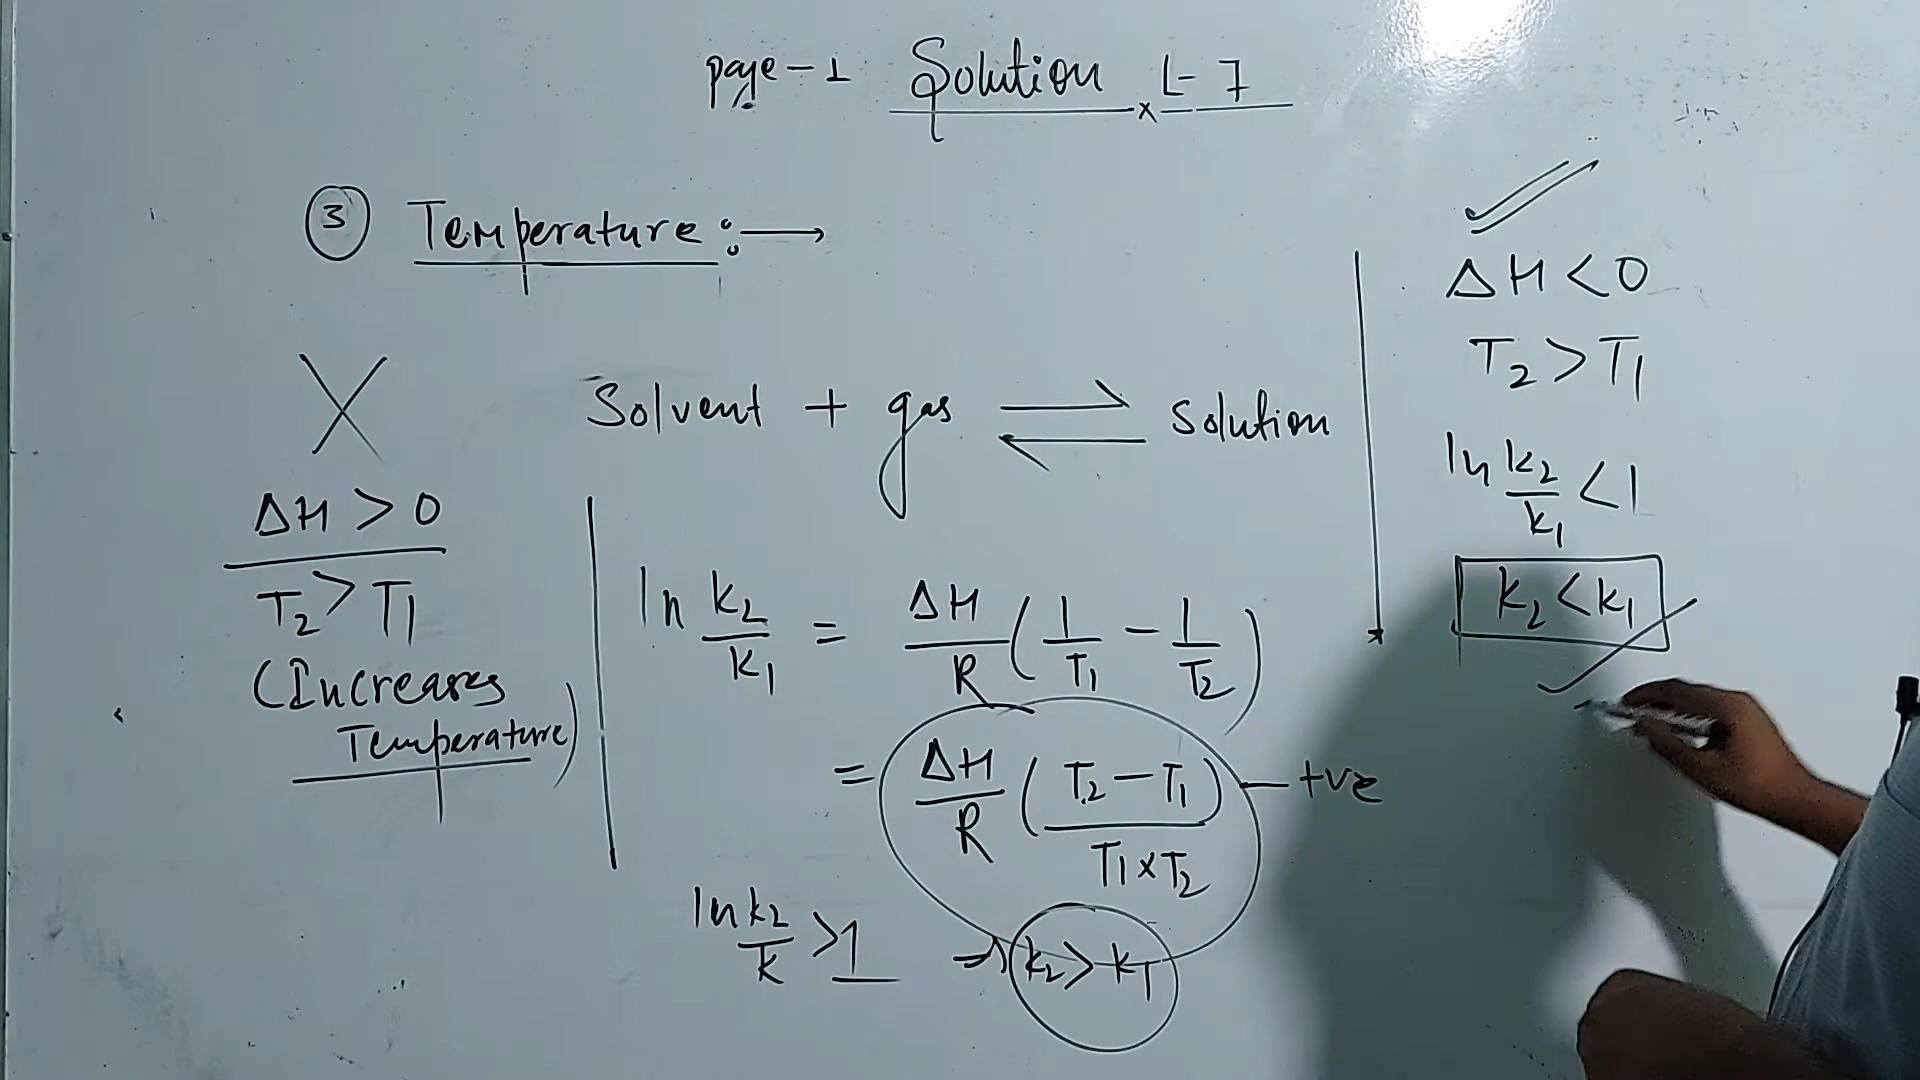 page-1 Solution L-7
③ Temperature :→
Solvent + gas ⇌ Solution
X
ΔH > 0
T₂ > T₁
(Increases
Temperature)
ln k₂/k₁ = ΔH/R (1/T₁ - 1/T₂)
= ΔH/R (T₂ - T₁ / T₁ x T₂) - +ve
ln k₂/k > 1 ⇒ k₂ > k₁
ΔH < 0
T₂ > T₁
ln k₂/k₁ < 1
k₂ < k₁